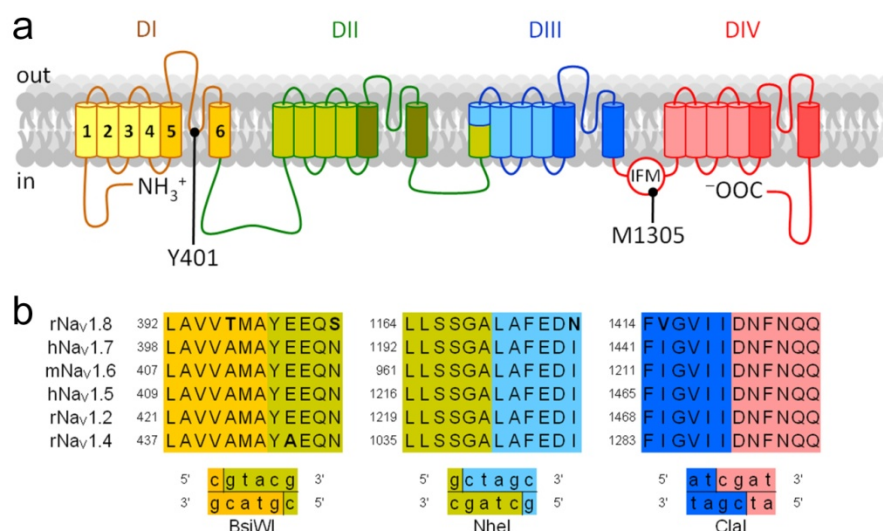 a
DI DII DIII DIV
out
1 2 3 4 5 6
in
NH₃⁺ IFM ⁻OOC
Y401 M1305
b
rNaV1.8 392 LAVVTMAYEEQS 1164 LLSSGALAFEDN 1414 FVGVIIDNFNQQ
hNaV1.7 398 LAVVAMAYEEQN 1192 LLSSGALAFEDI 1441 FIGVIIDNFNQQ
mNaV1.6 407 LAVVAMAYEEQN 961 LLSSGALAFEDI 1211 FIGVIIDNFNQQ
hNaV1.5 409 LAVVAMAYEEQN 1216 LLSSGALAFEDI 1465 FIGVIIDNFNQQ
rNaV1.2 421 LAVVAMAYEEQN 1219 LLSSGALAFEDI 1468 FIGVIIDNFNQQ
rNaV1.4 437 LAVVAMAYAEQN 1035 LLSSGALAFEDI 1283 FIGVIIDNFNQQ
5' cgtacg 3' 5' gctagc 3' 5' atcgat 3'
3' gcatgc 5' 3' cgatcg 5' 3' tagcta 5'
BsiWI NheI ClaI